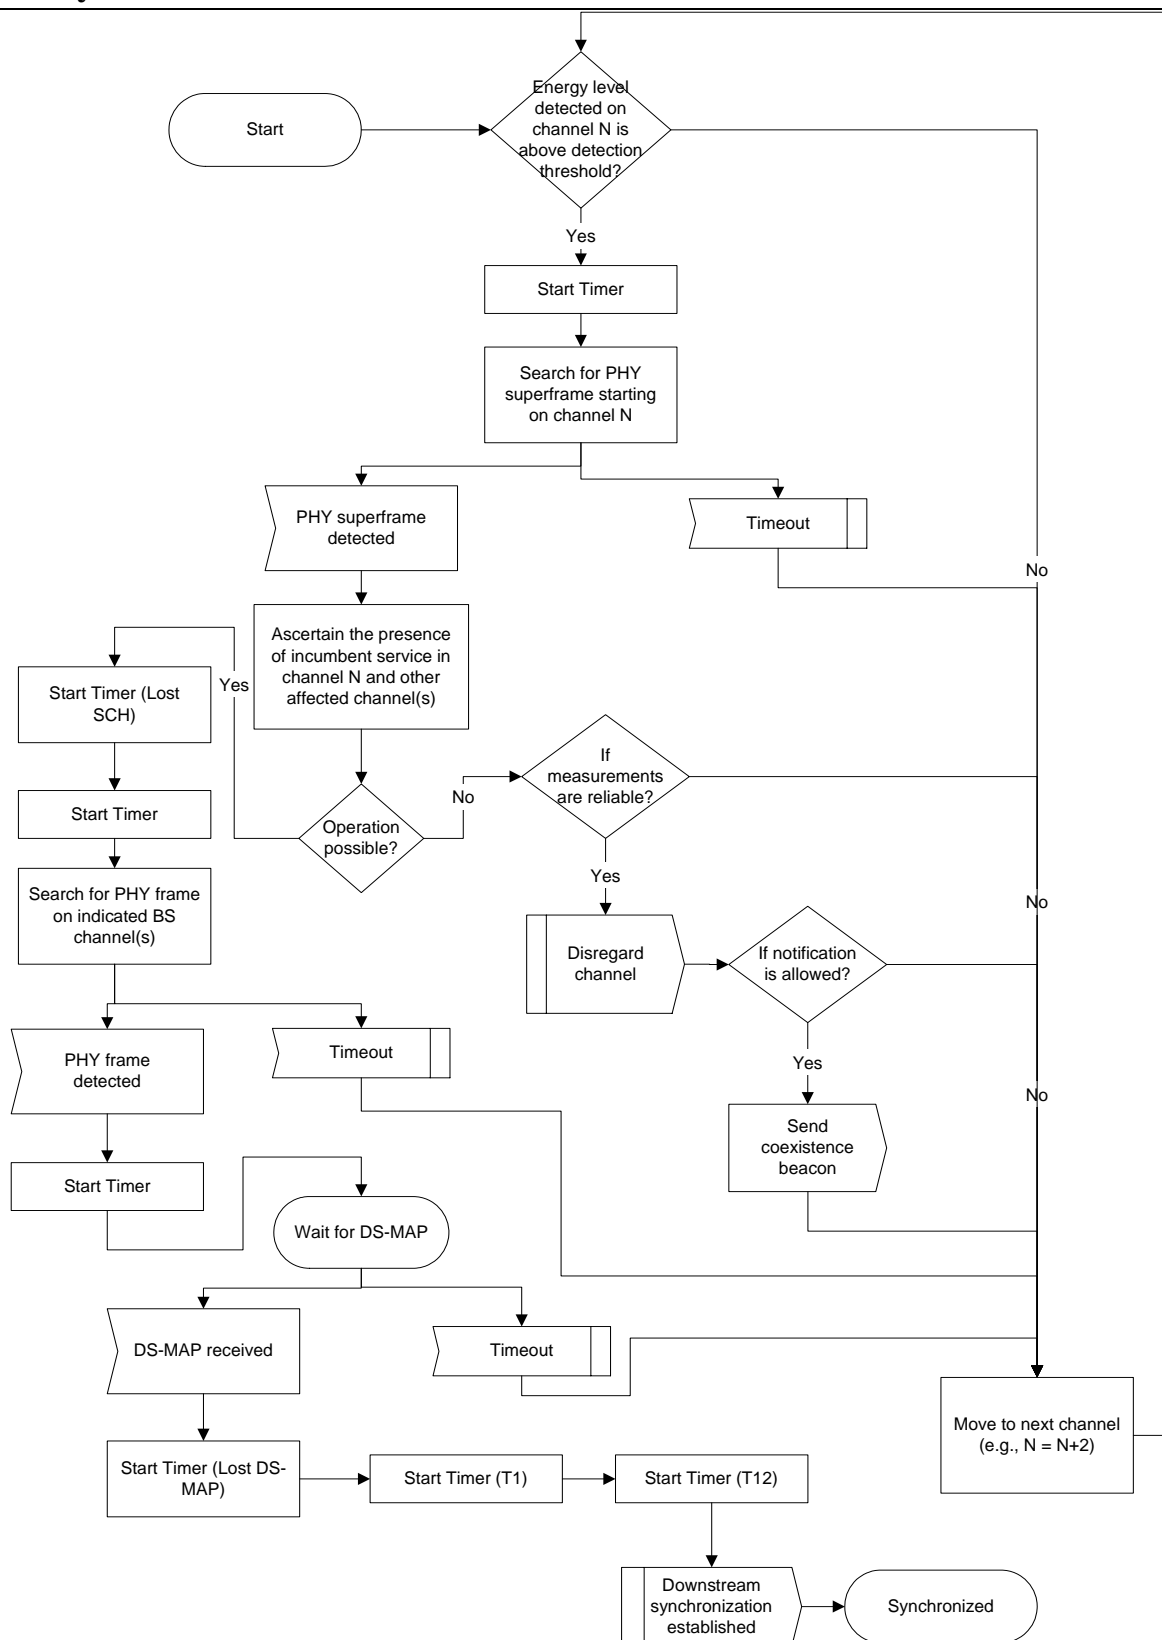 Energy level
detected on
channel N is
above detection
threshold?
Start
Yes
Start Timer
Search for PHY
superframe starting
on channel N
PHY superframe
detected
Timeout
No
Ascertain the presence
of incumbent service in
channel N and other
affected channel(s)
Yes
Start Timer (Lost
SCH)
If
measurements
are reliable?
No
Start Timer
Operation
possible?
Yes
Search for PHY frame
on indicated BS
channel(s)
No
Disregard
channel
If notification
is allowed?
PHY frame
detected
Timeout
Yes
No
Send
coexistence
beacon
Start Timer
Wait for DS-MAP
DS-MAP received
Timeout
Move to next channel
(e.g., N = N+2)
Start Timer (Lost DS-
MAP)
Start Timer (T1)
Start Timer (T12)
Downstream
synchronization
established
Synchronized